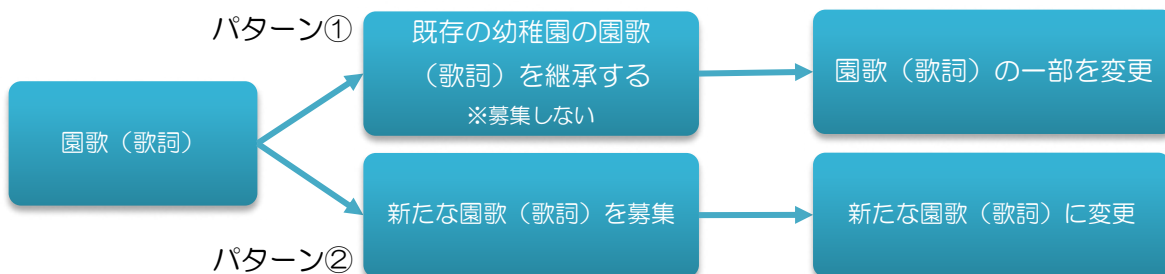 パターン①
既存の幼稚園の園歌
（歌詞）を継承する
※募集しない
園歌（歌詞）の一部を変更
園歌（歌詞）
新たな園歌（歌詞）を募集
新たな園歌（歌詞）に変更
パターン②